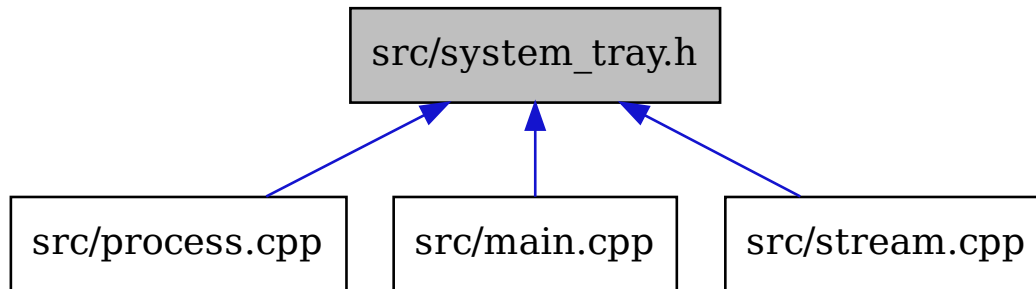 src/system_tray.h
src/process.cpp
src/main.cpp
src/stream.cpp